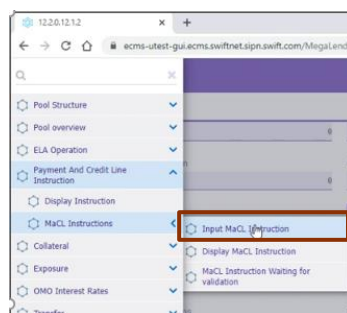 12.2.0.12.1.2
ecms-utest-gui.ecms.swiftnet.sipn.swift.com/MegaLend
Pool Structure
Pool overview
ELA Operation
Payment And Credit Line
Instruction
Display Instruction
MaCL Instructions
Input MaCL Instruction
Display MaCL Instruction
MaCL Instruction Waiting for
validation
Collateral
Exposure
OMO Interest Rates
0
0